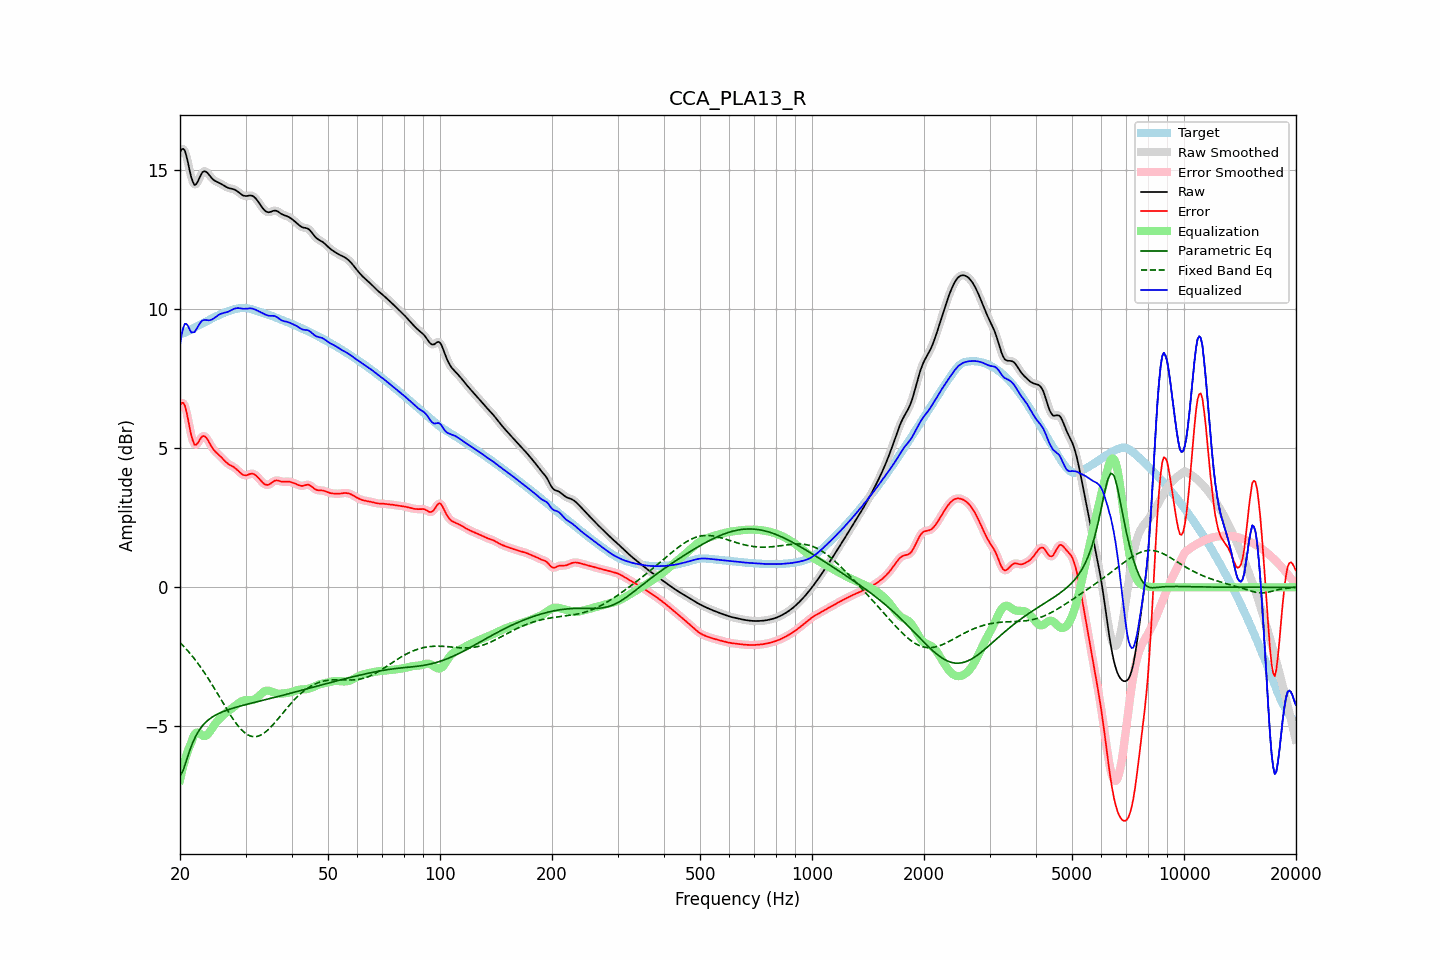 CCA_PLA13_R
Target
Raw Smoothed
Error Smoothed
Raw
Error
Equalization
Parametric Eq
Fixed Band Eq
Equalized
15
10
5
0
−5
Amplitude (dBr)
20 50 100 200 500 1000 2000 5000 10000 20000
Frequency (Hz)